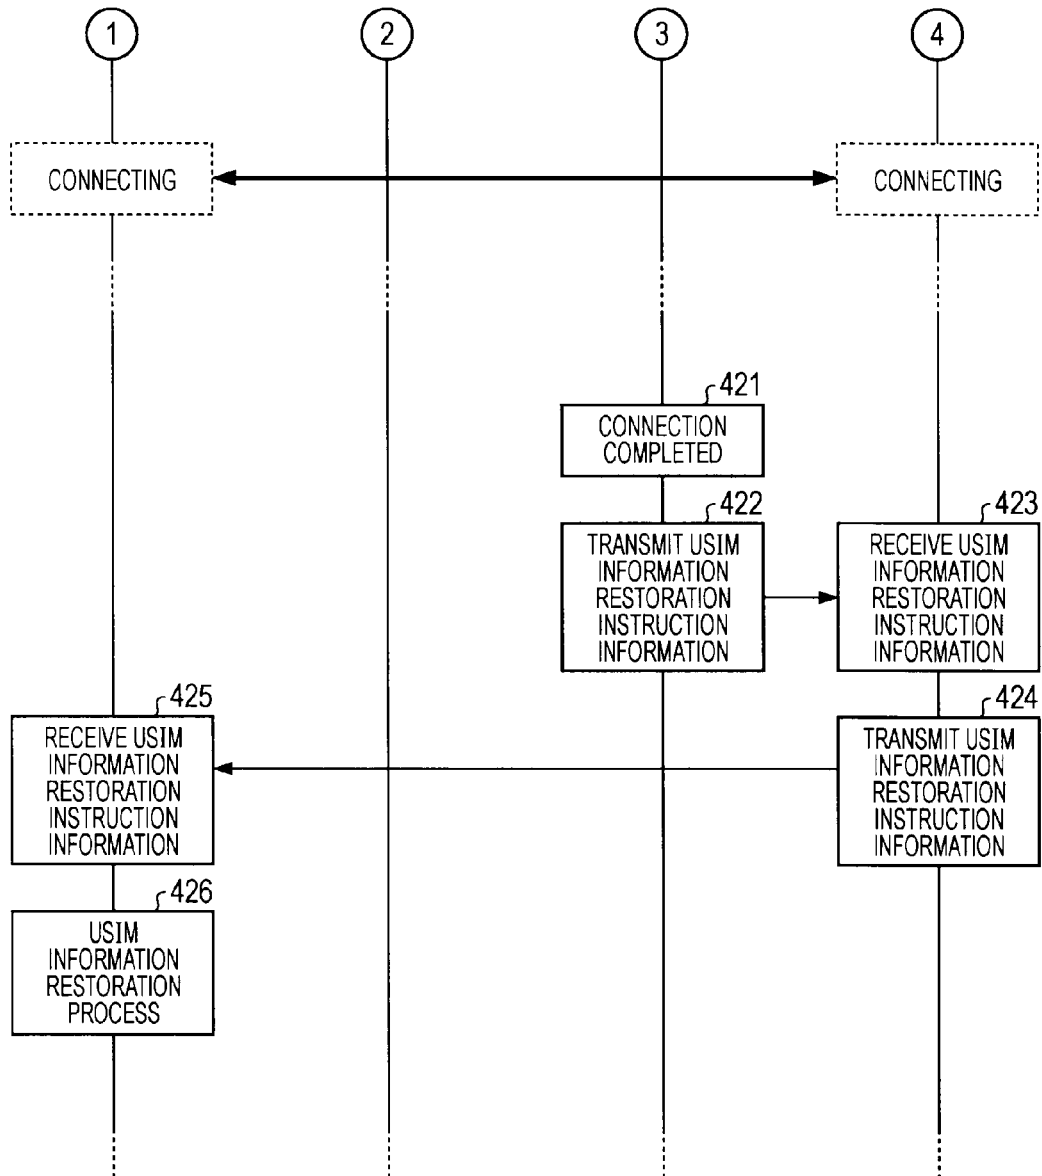 1
2
3
4
CONNECTING
CONNECTING
421
CONNECTION
COMPLETED
422
TRANSMIT USIM
INFORMATION
RESTORATION
INSTRUCTION
INFORMATION
423
RECEIVE USIM
INFORMATION
RESTORATION
INSTRUCTION
INFORMATION
425
RECEIVE USIM
INFORMATION
RESTORATION
INSTRUCTION
INFORMATION
424
TRANSMIT USIM
INFORMATION
RESTORATION
INSTRUCTION
INFORMATION
426
USIM
INFORMATION
RESTORATION
PROCESS